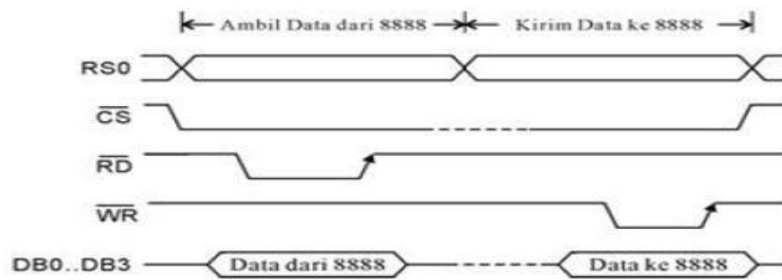 Ambil Data dari 8888 Kirim Data ke 8888
RS0
CS
RD
WR
DB0..DB3 Data dari 8888 Data ke 8888